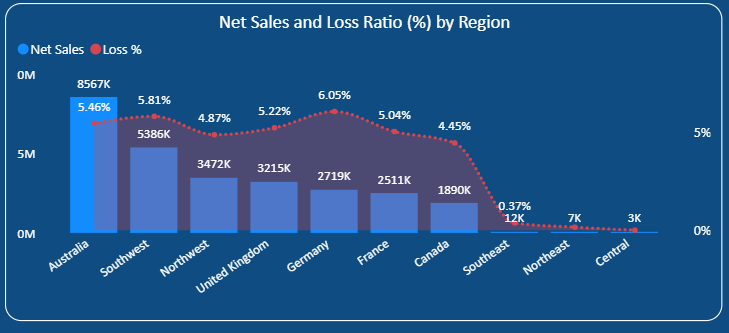 Net Sales and Loss Ratio (%) by Region
Net Sales Loss %
0M
5M
0M
8567K
5386K
3472K
3215K
2719K
2511K
1890K
12K
7K
3K
5.46%
5.81%
4.87%
5.22%
6.05%
5.04%
4.45%
0.37%
5%
0%
Australia
Southwest
Northwest
United Kingdom
Germany
France
Canada
Southeast
Northeast
Central